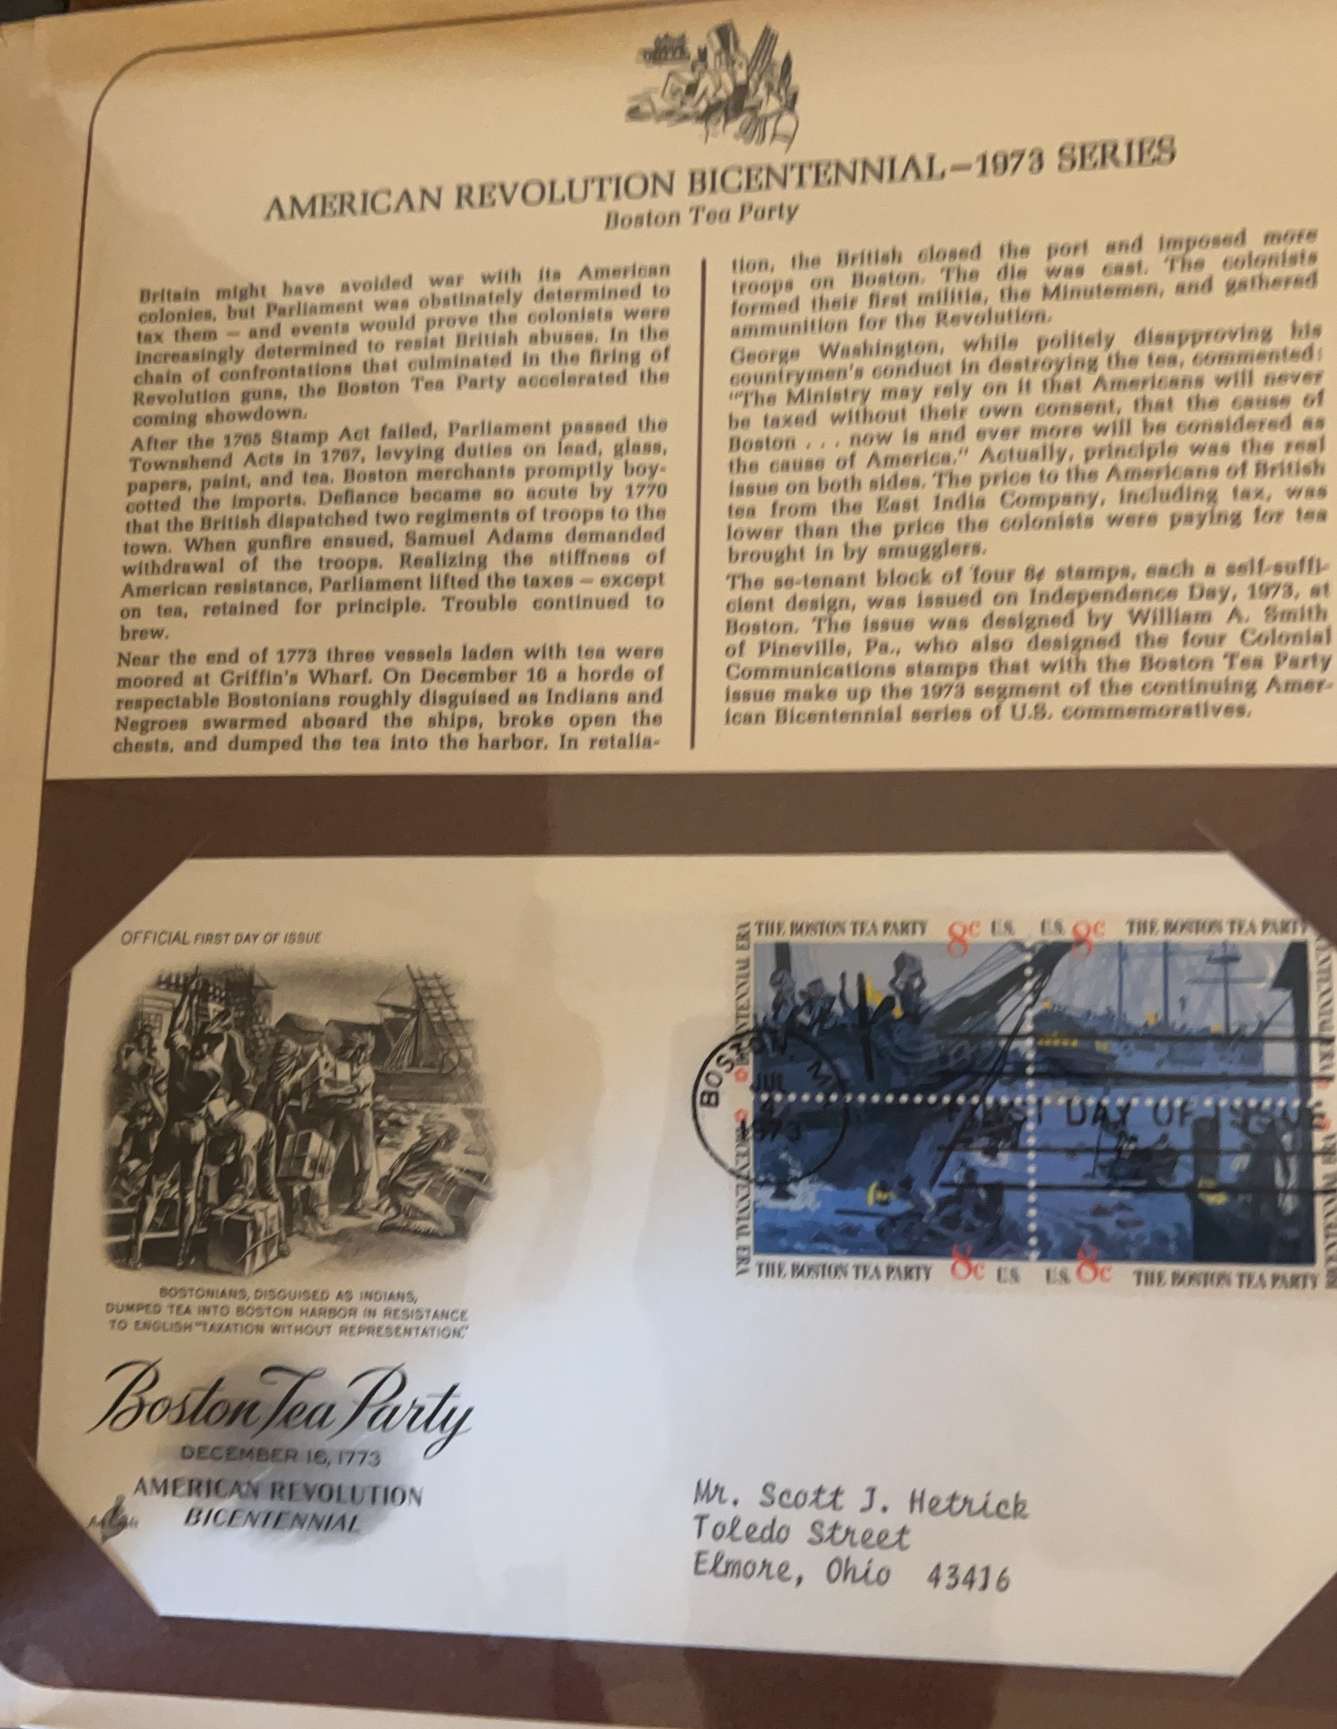 AMERICAN REVOLUTION BICENTENNIAL—1973 SERIES
Boston Tea Party
Britain might have avoided war with its American
colonies, but Parliament was obstinately determined to
tax them — and events would prove the colonists were
increasingly determined to resist British abuses. In the
chain of confrontations that culminated in the firing of
Revolution guns, the Boston Tea Party accelerated the
coming showdown.
After the 1765 Stamp Act failed, Parliament passed the
Townshend Acts in 1767, levying duties on lead, glass,
papers, paint, and tea. Boston merchants promptly boy-
cotted the imports. Defiance became so acute by 1770
that the British dispatched two regiments of troops to the
town. When gunfire ensued, Samuel Adams demanded
withdrawal of the troops. Realizing the stiffness of
American resistance, Parliament lifted the taxes — except
on tea, retained for principle. Trouble continued to
brew.
Near the end of 1773 three vessels laden with tea were
moored at Griffin's Wharf. On December 16 a horde of
respectable Bostonians roughly disguised as Indians and
Negroes swarmed aboard the ships, broke open the
chests, and dumped the tea into the harbor. In retalia-
tion, the British closed the port and imposed more
troops on Boston. The die was cast. The colonists
formed their first militia, the Minutemen, and gathered
ammunition for the Revolution.
George Washington, while politely disapproving his
countrymen's conduct in destroying the tea, commented:
"The Ministry may rely on it that Americans will never
be taxed without their own consent, that the cause of
Boston . . . now is and ever more will be considered as
the cause of America." Actually, principle was the real
issue on both sides. The price to the Americans of British
tea from the East India Company, including tax, was
lower than the price the colonists were paying for tea
brought in by smugglers.
The se-tenant block of four 8¢ stamps, each a self-suffi-
cient design, was issued on Independence Day, 1973, at
Boston. The issue was designed by William A. Smith
of Pineville, Pa., who also designed the four Colonial
Communications stamps that with the Boston Tea Party
issue make up the 1973 segment of the continuing Amer-
ican Bicentennial series of U.S. commemoratives.
OFFICIAL FIRST DAY OF ISSUE
BOSTONIANS, DISGUISED AS INDIANS,
DUMPED TEA INTO BOSTON HARBOR IN RESISTANCE
TO ENGLISH "TAXATION WITHOUT REPRESENTATION."
Boston Tea Party
DECEMBER 16, 1773
AMERICAN REVOLUTION
BICENTENNIAL
THE BOSTON TEA PARTY 8c U.S.
U.S. 8c THE BOSTON TEA PARTY
BICENTENNIAL ERA
BOSTON, MA
JUL
4
1973
FIRST DAY OF ISSUE
BICENTENNIAL ERA
THE BOSTON TEA PARTY 8c U.S.
U.S. 8c THE BOSTON TEA PARTY
Mr. Scott J. Hetrick
Toledo Street
Elmore, Ohio 43416